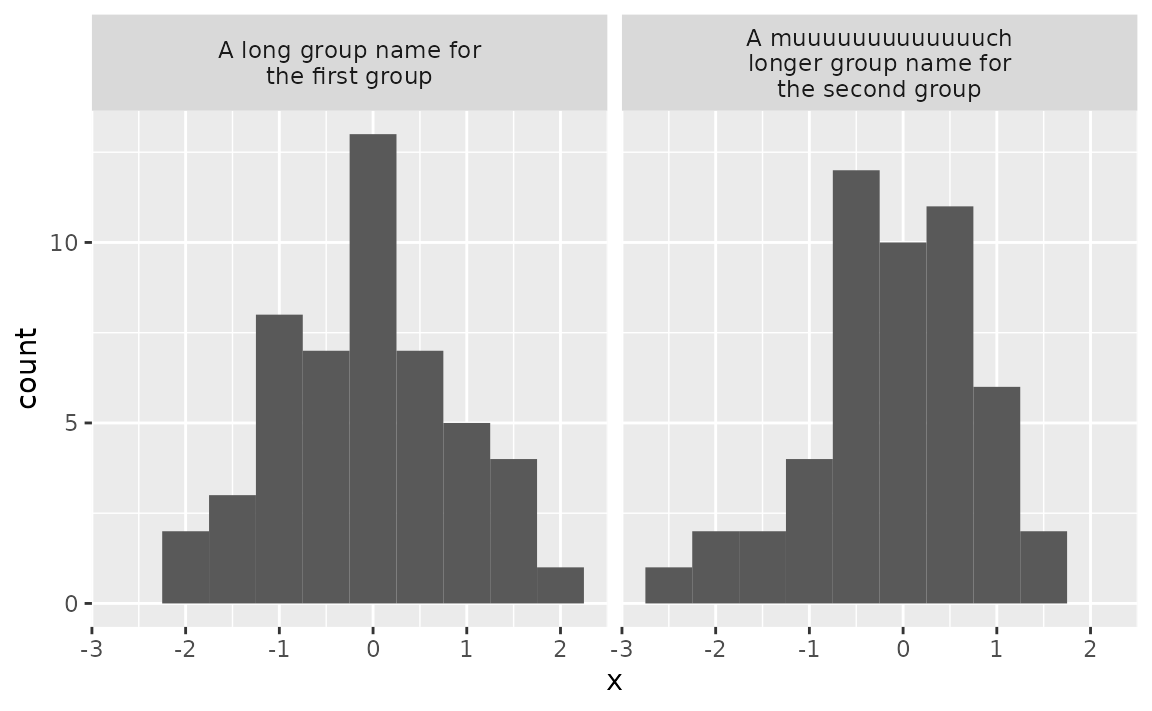 A long group name for
the first group
A muuuuuuuuuuuuuch
longer group name for
the second group
count
10
5
0
-3 -2 -1 0 1 2
-3 -2 -1 0 1 2
x